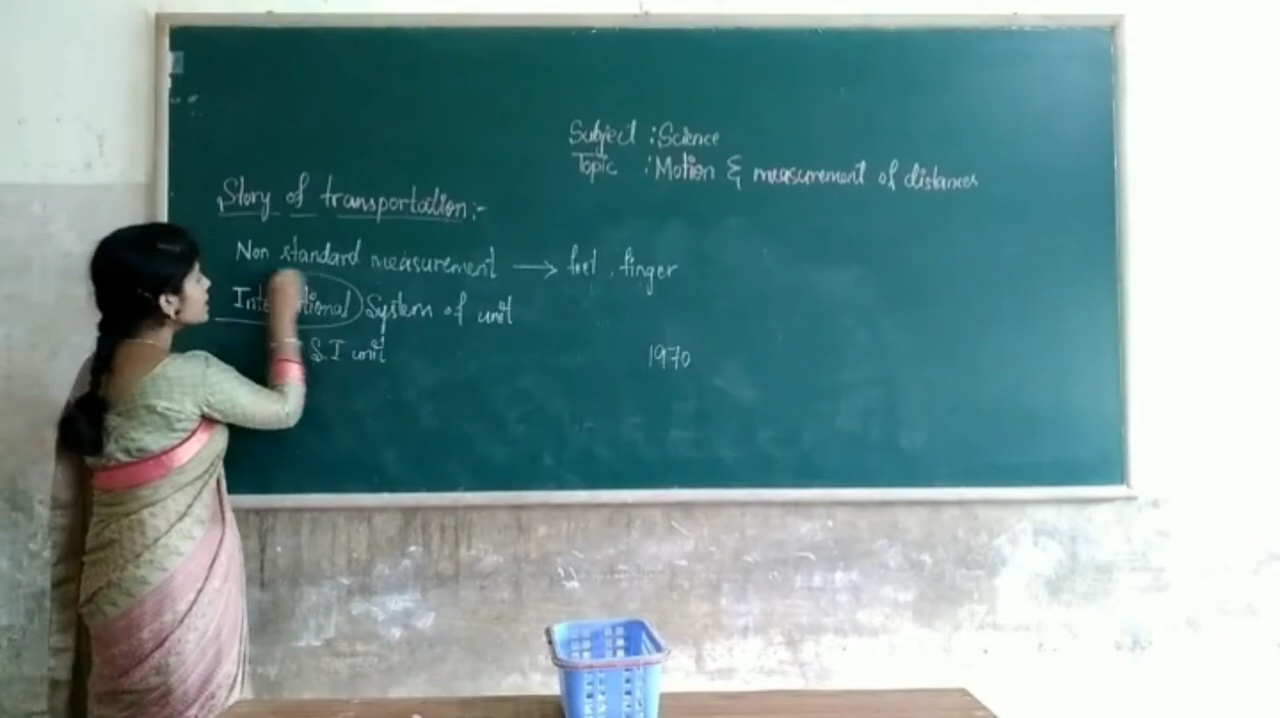 Subject : Science
Topic : Motion & measurement of distances
Story of transportation:-
Non standard measurement → feet, finger
System of unit
S.I unit
1970